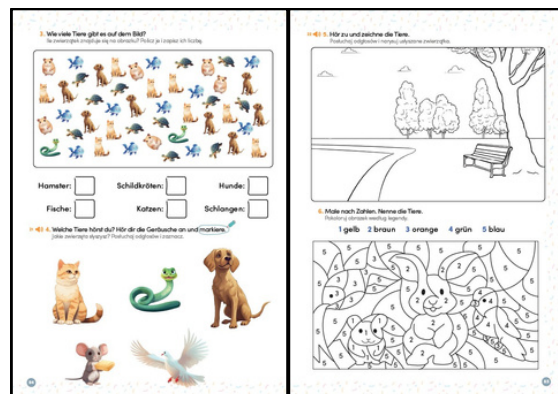 3. Wie viele Tiere gibt es auf dem Bild?
Ile zwierzątek znajduje się na obrazku? Policz je i zapisz ich liczbę.
Hamster:
Schildkröten:
Hunde:
Fische:
Katzen:
Schlangen:
4. Welche Tiere hörst du? Hör dir die Geräusche an und markiere.
Jakie zwierzęta słyszysz? Posłuchaj odgłosów i zaznacz.
5. Hör zu und zeichne die Tiere.
Posłuchaj odgłosów i narysuj usłyszane zwierzątka.
6. Male nach Zahlen. Nenne die Tiere.
Pokoloruj obrazek według legendy.
1 gelb 2 braun 3 orange 4 grün 5 blau